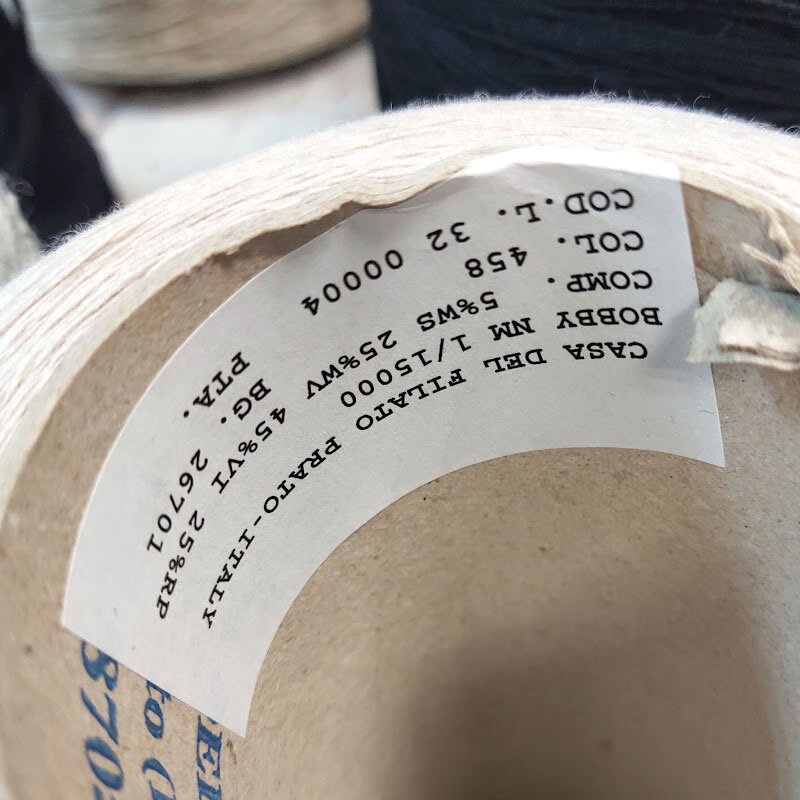 CASA DEL FILATO PRATO-ITALY
BOBBY NM 1/15000
COMP. 5%WS 25%WV 45%VI 25%RP
COL. 458 BG. 26701
COD.L. 32 00004 PTA.
to (